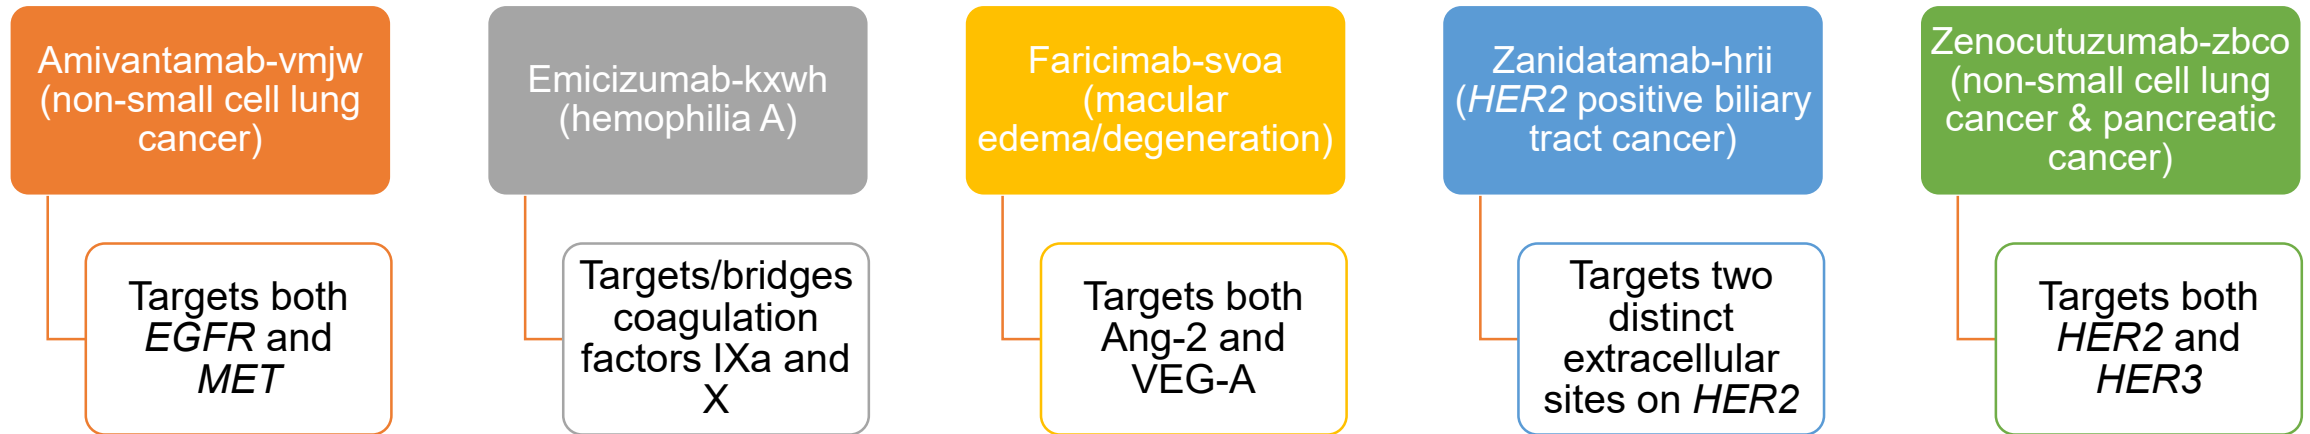 Amivantamab-vmjw
(non-small cell lung
cancer)
Targets both
EGFR and
MET
Emicizumab-kxwh
(hemophilia A)
Targets/bridges
coagulation
factors IXa and
X
Faricimab-svoa
(macular
edema/degeneration)
Targets both
Ang-2 and
VEG-A
Zanidatamab-hrii
(HER2 positive biliary
tract cancer)
Targets two
distinct
extracellular
sites on HER2
Zenocutuzumab-zbco
(non-small cell lung
cancer & pancreatic
cancer)
Targets both
HER2 and
HER3